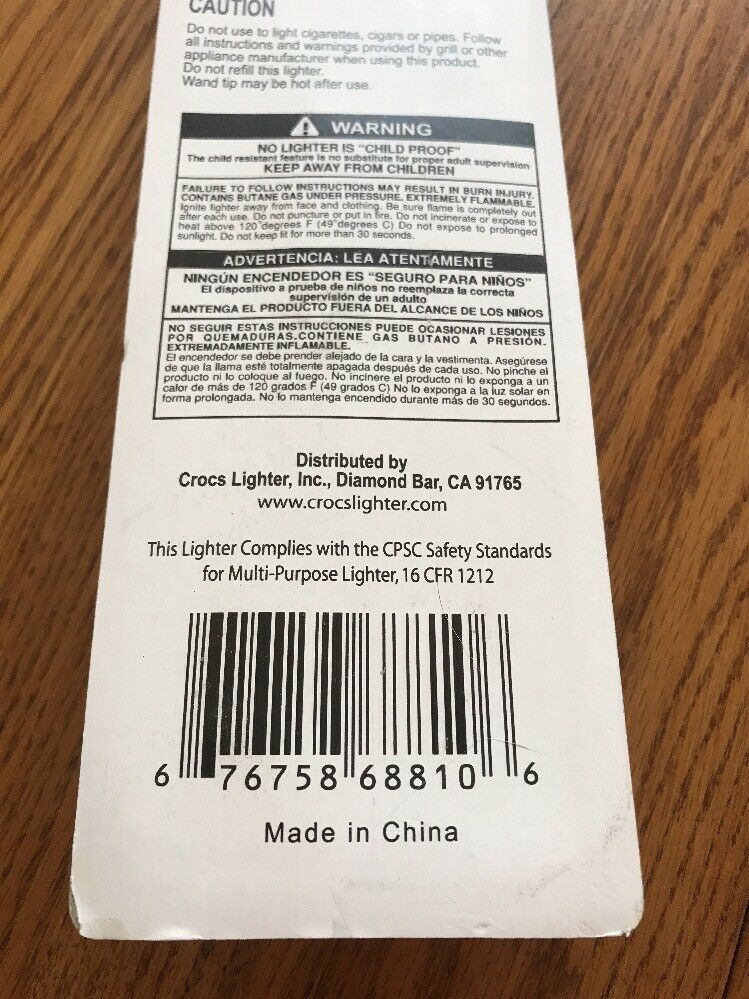 CAUTION
Do not use to light cigarettes, cigars or pipes. Follow
all instructions and warnings provided by grill or other
appliance manufacturer when using this product.
Do not refill this lighter.
Wand tip may be hot after use.
WARNING
NO LIGHTER IS "CHILD PROOF"
The child resistant feature is no substitute for proper adult supervision
KEEP AWAY FROM CHILDREN
FAILURE TO FOLLOW INSTRUCTIONS MAY RESULT IN BURN INJURY.
CONTAINS BUTANE GAS UNDER PRESSURE. EXTREMELY FLAMMABLE.
Ignite lighter away from face and clothing. Be sure flame is completely out
after each use. Do not puncture or put in fire. Do not incinerate or expose to
heat above 120°degrees F (49°degrees C) Do not expose to prolonged
sunlight. Do not keep lit for more than 30 seconds.
ADVERTENCIA: LEA ATENTAMENTE
NINGÚN ENCENDEDOR ES "SEGURO PARA NIÑOS"
El dispositivo a prueba de niños no reemplaza la correcta
supervisión de un adulto
MANTENGA EL PRODUCTO FUERA DEL ALCANCE DE LOS NIÑOS
NO SEGUIR ESTAS INSTRUCCIONES PUEDE OCASIONAR LESIONES
POR QUEMADURAS.CONTIENE GAS BUTANO A PRESIÓN.
EXTREMADAMENTE INFLAMABLE.
El encendedor se debe prender alejado de la cara y la vestimenta. Asegúrese
de que la llama esté totalmente apagada después de cada uso. No pinche el
producto ni lo coloque al fuego. No incinere el producto ni lo exponga a un
calor de más de 120 grados F (49 grados C) No lo exponga a la luz solar en
forma prolongada. No lo mantenga encendido durante más de 30 segundos.
Distributed by
Crocs Lighter, Inc., Diamond Bar, CA 91765
www.crocslighter.com
This Lighter Complies with the CPSC Safety Standards
for Multi-Purpose Lighter, 16 CFR 1212
6 76758 68810 6
Made in China